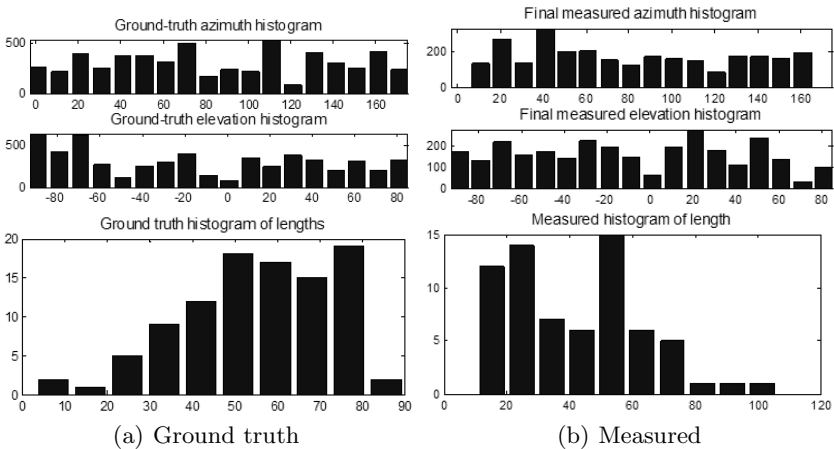 Ground-truth azimuth histogram
500
0
0 20 40 60 80 100 120 140 160
Ground-truth elevation histogram
500
0
-80 -60 -40 -20 0 20 40 60 80
Ground truth histogram of lengths
20
15
10
5
0
0 10 20 30 40 50 60 70 80 90
(a) Ground truth
Final measured azimuth histogram
200
0
0 20 40 60 80 100 120 140 160
Final measured elevation histogram
200
100
0
-80 -60 -40 -20 0 20 40 60 80
Measured histogram of length
15
10
5
0
0 20 40 60 80 100 120
(b) Measured